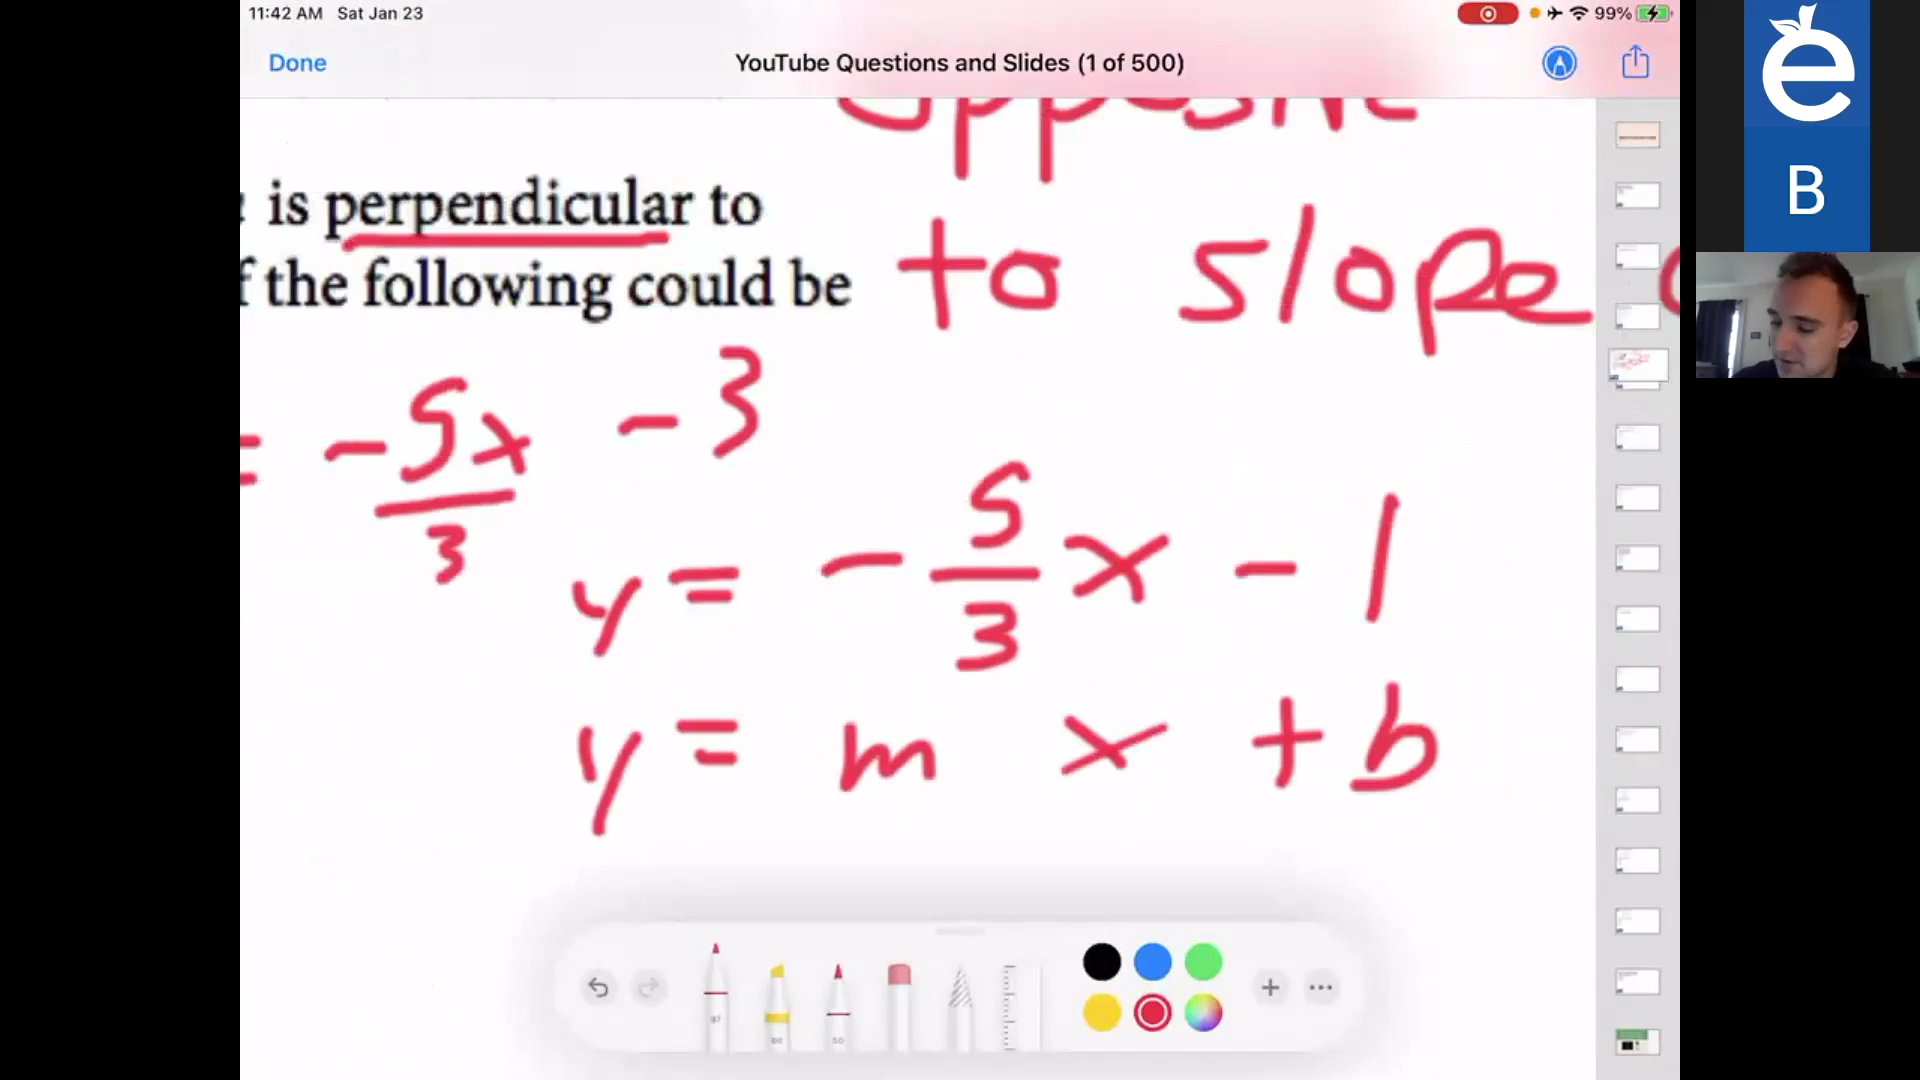 11:42 AM Sat Jan 23
99%
Done
YouTube Questions and Slides (1 of 500)
e
B
opposite
is perpendicular to
f the following could be
to slope
= -5x/3 - 3
y = -5/3 x - 1
y = m x + b